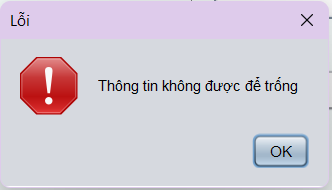 Lỗi
Thông tin không được để trống
OK